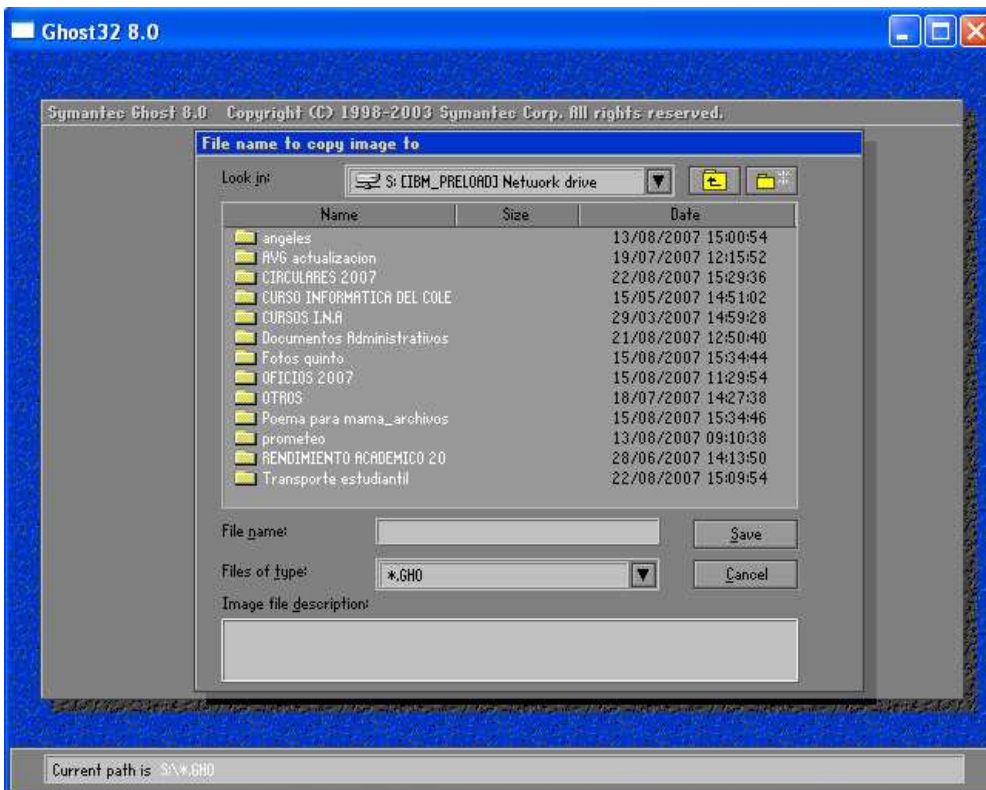 Ghost32 8.0
Symantec Ghost 8.0 Copyright (C) 1998-2003 Symantec Corp. All rights reserved.
File name to copy image to
Look in: S: [IBM_PRELOAD] Network drive
Name Size Date
angeles 13/08/2007 15:00:54
AVG actualizacion 19/07/2007 12:15:52
CIRCULARES 2007 22/08/2007 15:29:36
CURSO INFORMATICA DEL COLE 15/05/2007 14:51:02
CURSOS I.N.A 29/03/2007 14:59:28
Documentos Administrativos 21/08/2007 12:50:40
Fotos quinto 15/08/2007 15:34:44
OFICIOS 2007 15/08/2007 11:29:54
OTROS 18/07/2007 14:27:38
Poema para mama_archivos 15/08/2007 15:34:46
prometeo 13/08/2007 09:10:38
RENDIMIENTO ACADEMICO 20 28/06/2007 14:13:50
Transporte estudiantil 22/08/2007 15:09:54
File name: Save
Files of type: *.GHO Cancel
Image file description:
Current path is S:\*.GHO